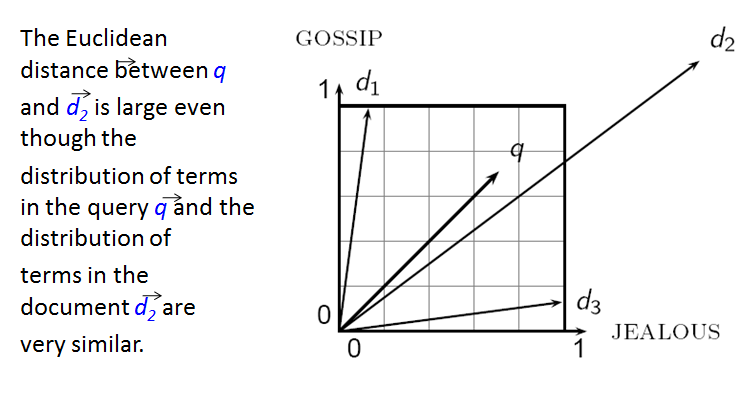 The Euclidean
distance between q
and d₂ is large even
though the
distribution of terms
in the query q and the
distribution of
terms in the
document d₂ are
very similar.
GOSSIP
d₂
1
d₁
q
d₃
0
JEALOUS
0
1